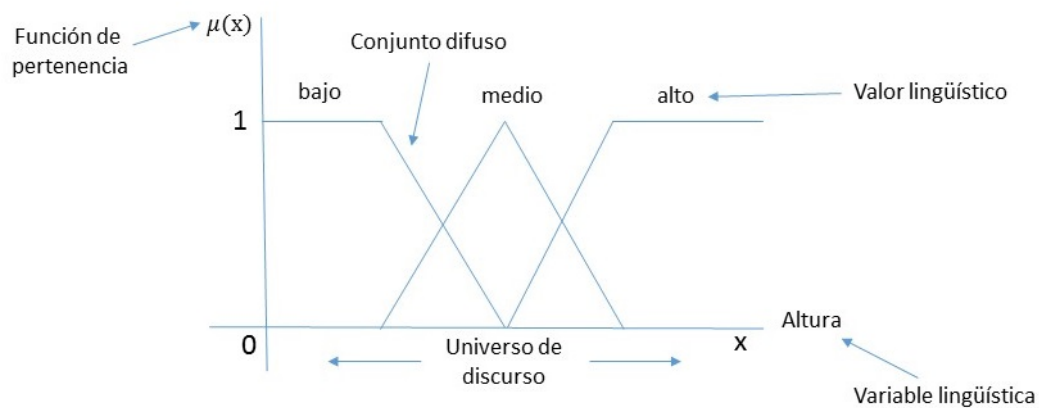 Función de
pertenencia
μ(x)
Conjunto difuso
bajo
medio
alto
Valor lingüístico
1
0
Universo de
discurso
x
Altura
Variable lingüística